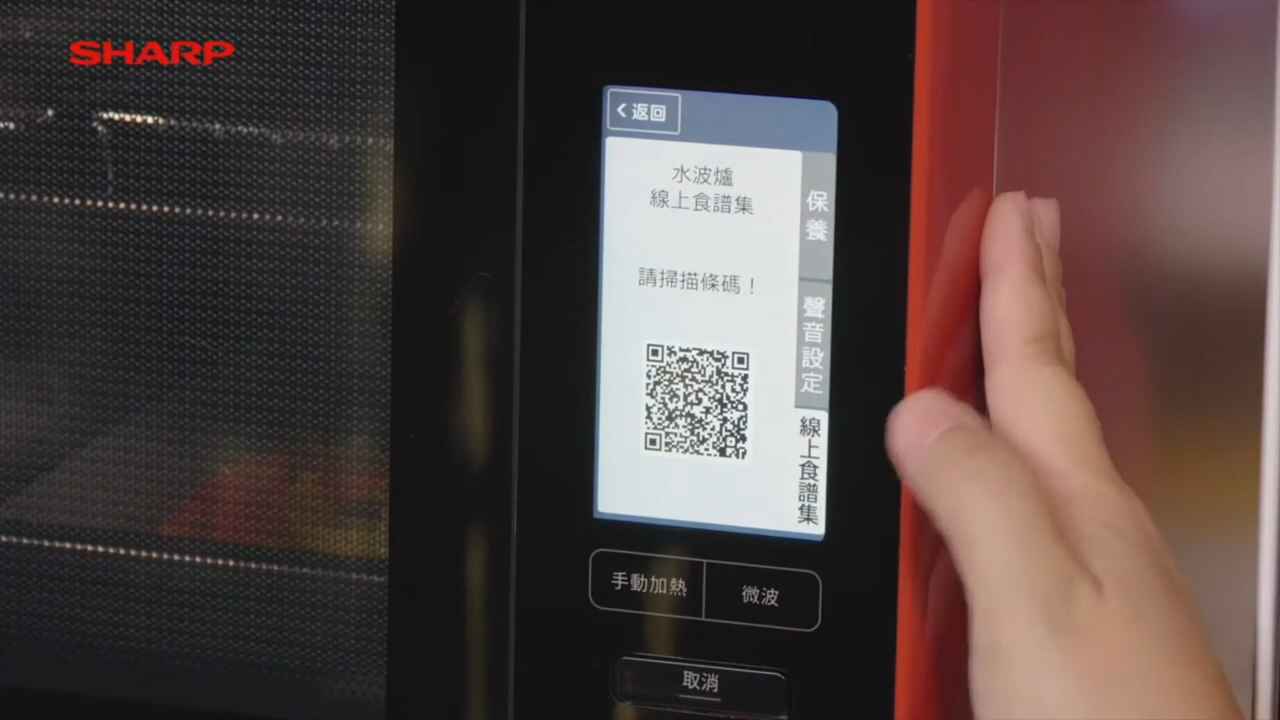 SHARP
返回
水波爐
線上食譜集
請掃描條碼！
保養
聲音設定
線上食譜集
手動加熱
微波
取消